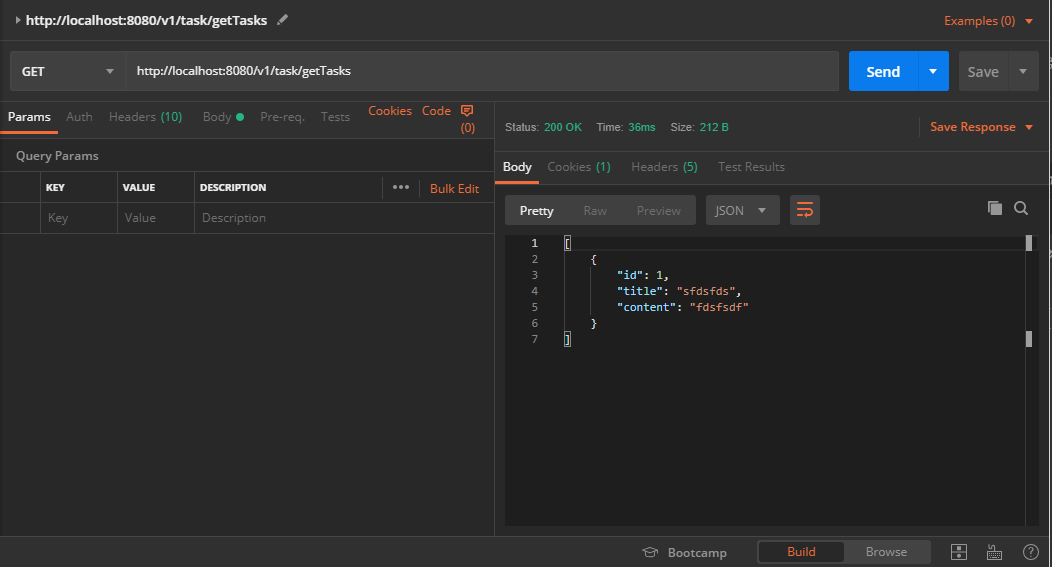 http://localhost:8080/v1/task/getTasks
Examples (0)
GET
http://localhost:8080/v1/task/getTasks
Send
Save
Params
Auth
Headers (10)
Body
Pre-req.
Tests
Cookies
Code
(0)
Query Params
KEY
VALUE
DESCRIPTION
•••
Bulk Edit
Key
Value
Description
Status: 200 OK
Time: 36ms
Size: 212 B
Save Response
Body
Cookies (1)
Headers (5)
Test Results
Pretty
Raw
Preview
JSON
1 [
2 {
3 "id": 1,
4 "title": "sfdsfds",
5 "content": "fdsfsdf"
6 }
7 ]
Bootcamp
Build
Browse
?